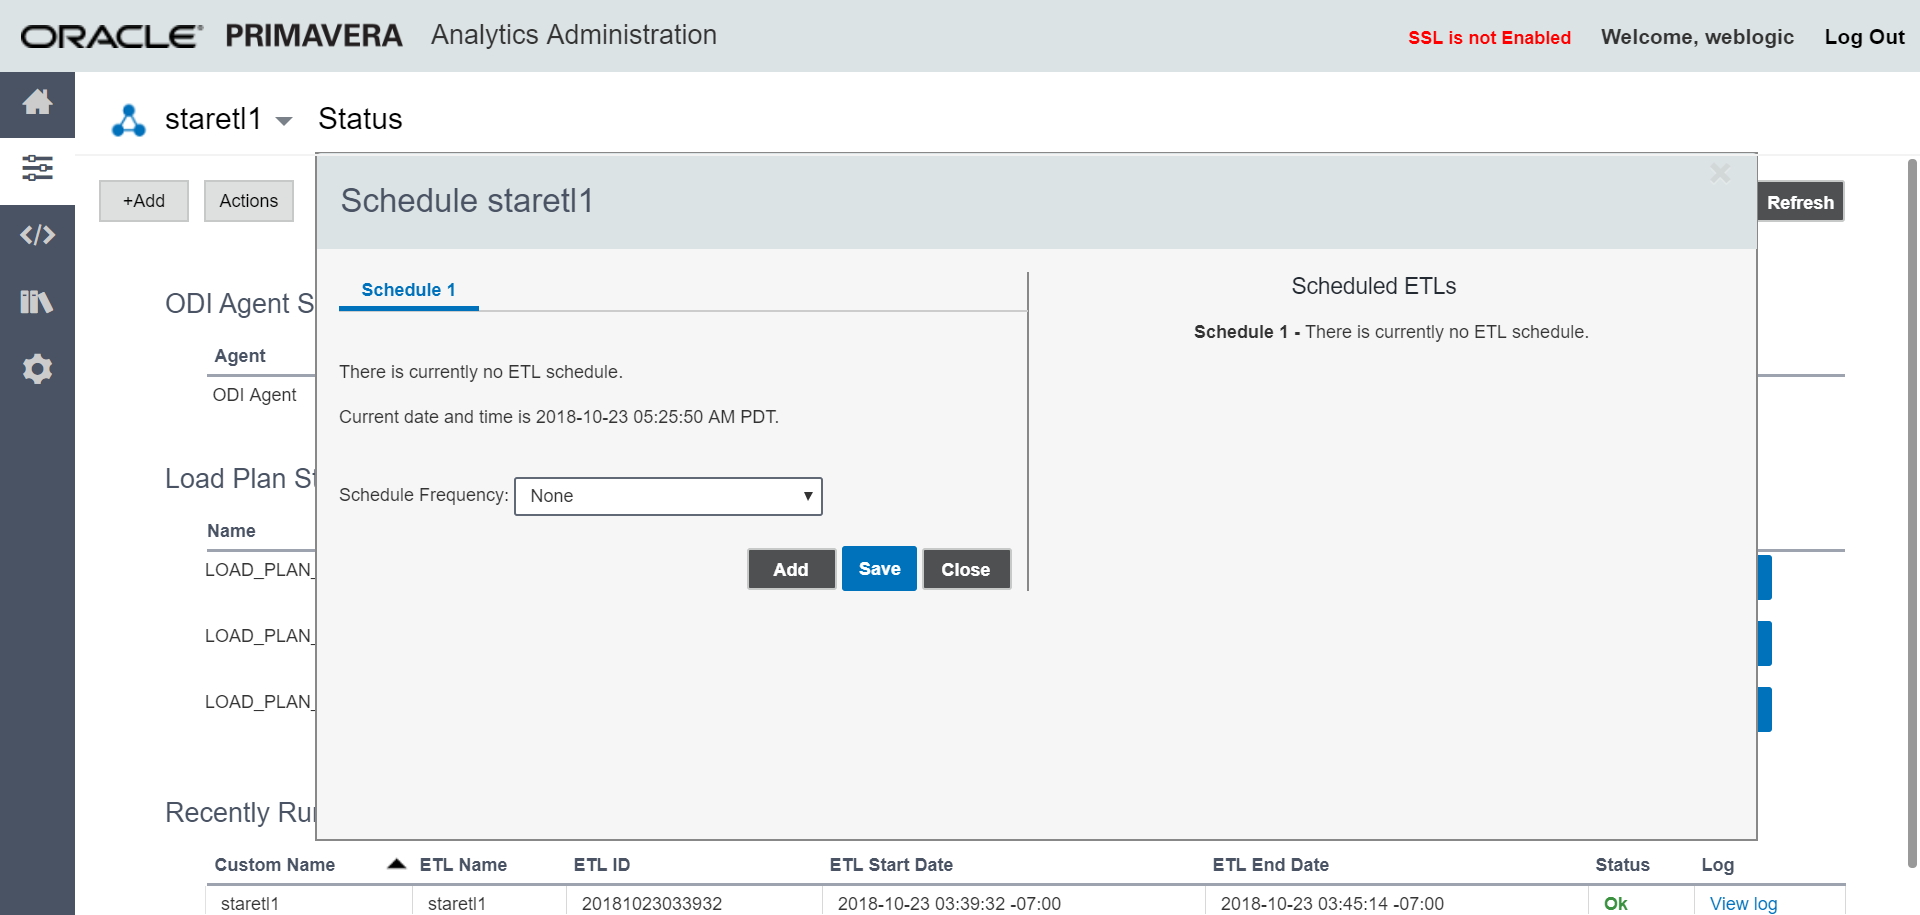 ORACLE PRIMAVERA Analytics Administration
SSL is not Enabled Welcome, weblogic Log Out
staretl1 Status
+Add Actions Refresh
Schedule staretl1
Schedule 1
There is currently no ETL schedule.
Current date and time is 2018-10-23 05:25:50 AM PDT.
Schedule Frequency: None
Add Save Close
Scheduled ETLs
Schedule 1 - There is currently no ETL schedule.
ODI Agent S
Agent
ODI Agent
Load Plan St
Name
LOAD_PLAN_
LOAD_PLAN_
LOAD_PLAN_
Recently Ru
Custom Name ETL Name ETL ID ETL Start Date ETL End Date Status Log
staretl1 staretl1 20181023033932 2018-10-23 03:39:32 -07:00 2018-10-23 03:45:14 -07:00 Ok View log